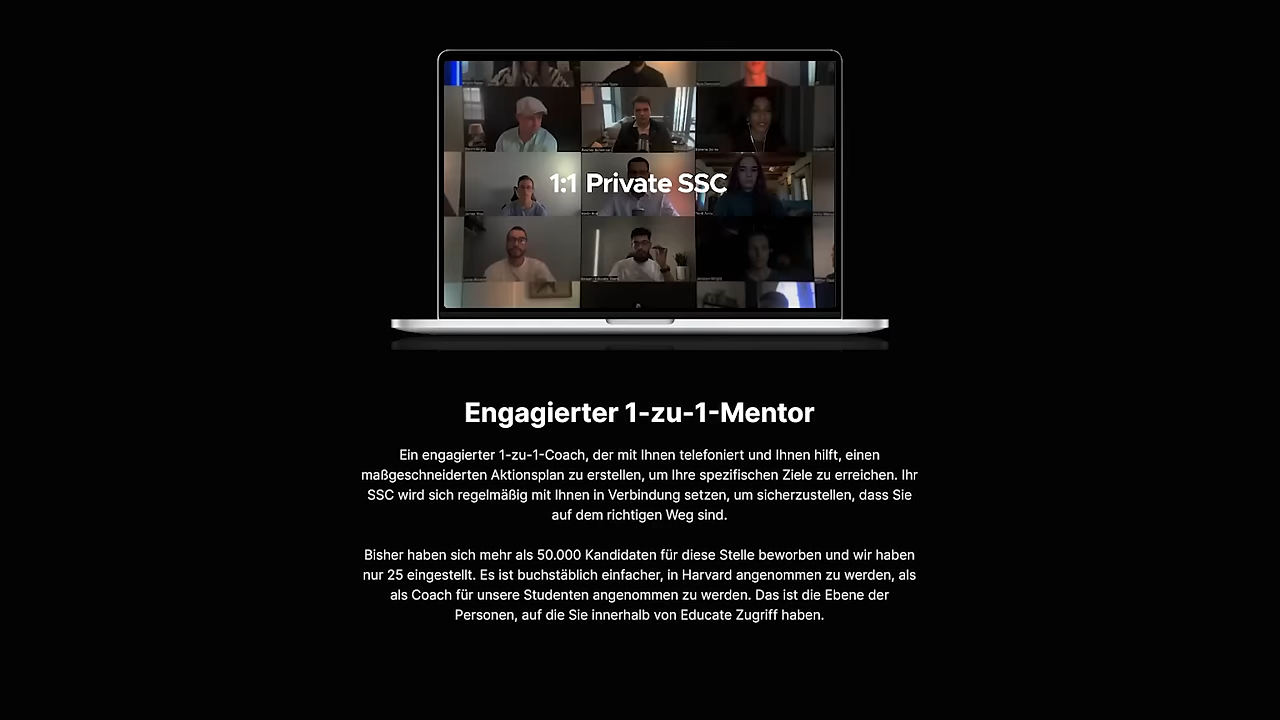 1:1 Private SSC
Engagierter 1-zu-1-Mentor
Ein engagierter 1-zu-1-Coach, der mit Ihnen telefoniert und Ihnen hilft, einen
maßgeschneiderten Aktionsplan zu erstellen, um Ihre spezifischen Ziele zu erreichen. Ihr
SSC wird sich regelmäßig mit Ihnen in Verbindung setzen, um sicherzustellen, dass Sie
auf dem richtigen Weg sind.
Bisher haben sich mehr als 50.000 Kandidaten für diese Stelle beworben und wir haben
nur 25 eingestellt. Es ist buchstäblich einfacher, in Harvard angenommen zu werden, als
als Coach für unsere Studenten angenommen zu werden. Das ist die Ebene der
Personen, auf die Sie innerhalb von Educate Zugriff haben.